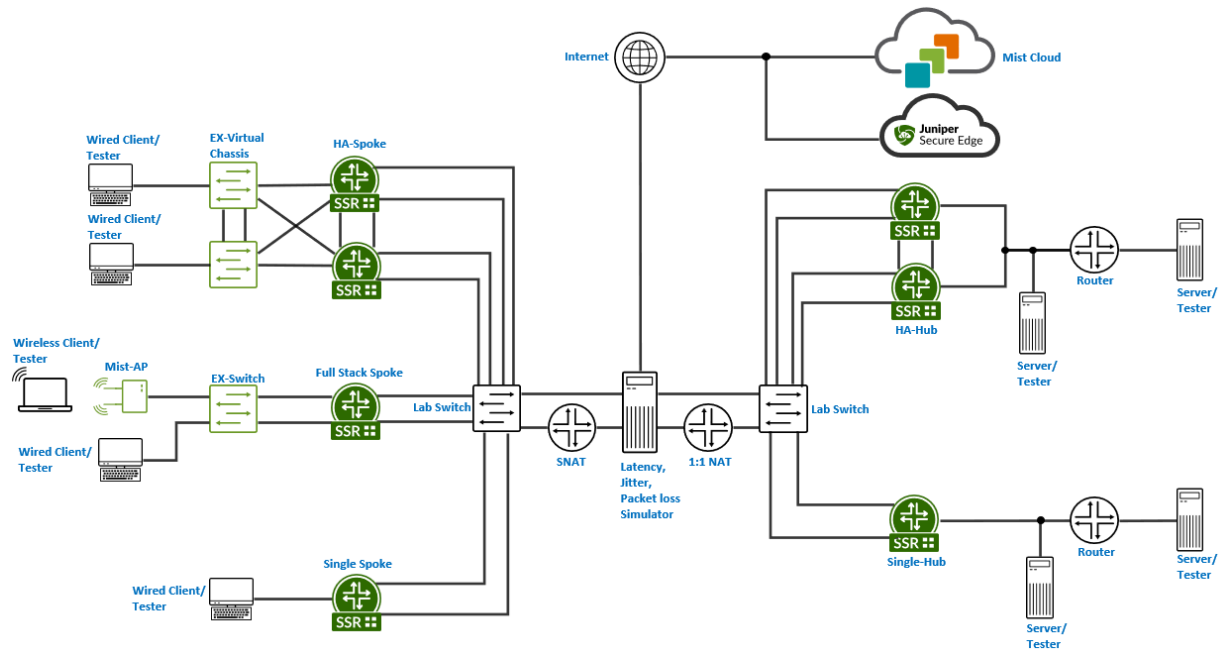 Internet
Mist Cloud
Juniper
Secure Edge
Wired Client/
Tester
EX-Virtual
Chassis
HA-Spoke
SSR
Wired Client/
Tester
SSR
SSR
SSR
HA-Hub
Router
Server/
Tester
Server/
Tester
Wireless Client/
Tester
Mist-AP
EX-Switch
Full Stack Spoke
SSR
Lab Switch
Lab Switch
Wired Client/
Tester
SNAT
1:1 NAT
Latency,
Jitter,
Packet loss
Simulator
SSR
Single-Hub
Router
Server/
Tester
Server/
Tester
Single Spoke
Wired Client/
Tester
SSR